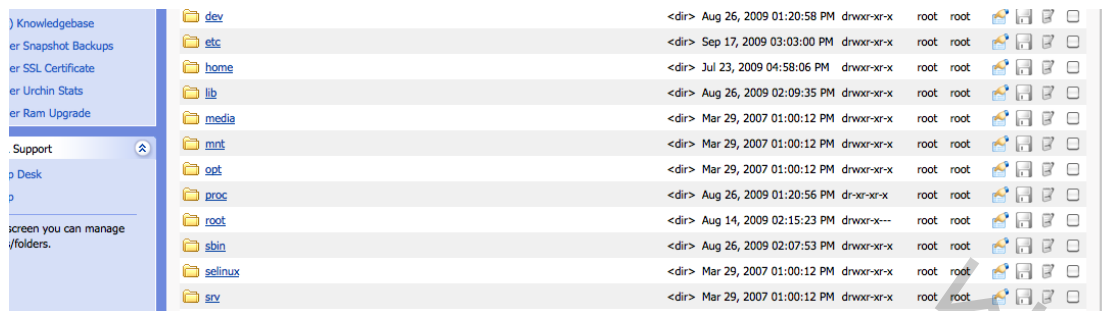 ) Knowledgebase
er Snapshot Backups
er SSL Certificate
er Urchin Stats
er Ram Upgrade
Support
p Desk
screen you can manage
s/folders.
dev <dir> Aug 26, 2009 01:20:58 PM drwxr-xr-x root root
etc <dir> Sep 17, 2009 03:03:00 PM drwxr-xr-x root root
home <dir> Jul 23, 2009 04:58:06 PM drwxr-xr-x root root
lib <dir> Aug 26, 2009 02:09:35 PM drwxr-xr-x root root
media <dir> Mar 29, 2007 01:00:12 PM drwxr-xr-x root root
mnt <dir> Mar 29, 2007 01:00:12 PM drwxr-xr-x root root
opt <dir> Mar 29, 2007 01:00:12 PM drwxr-xr-x root root
proc <dir> Aug 26, 2009 01:20:56 PM dr-xr-xr-x root root
root <dir> Aug 14, 2009 02:15:23 PM drwxr-x--- root root
sbin <dir> Aug 26, 2009 02:07:53 PM drwxr-xr-x root root
selinux <dir> Mar 29, 2007 01:00:12 PM drwxr-xr-x root root
srv <dir> Mar 29, 2007 01:00:12 PM drwxr-xr-x root root